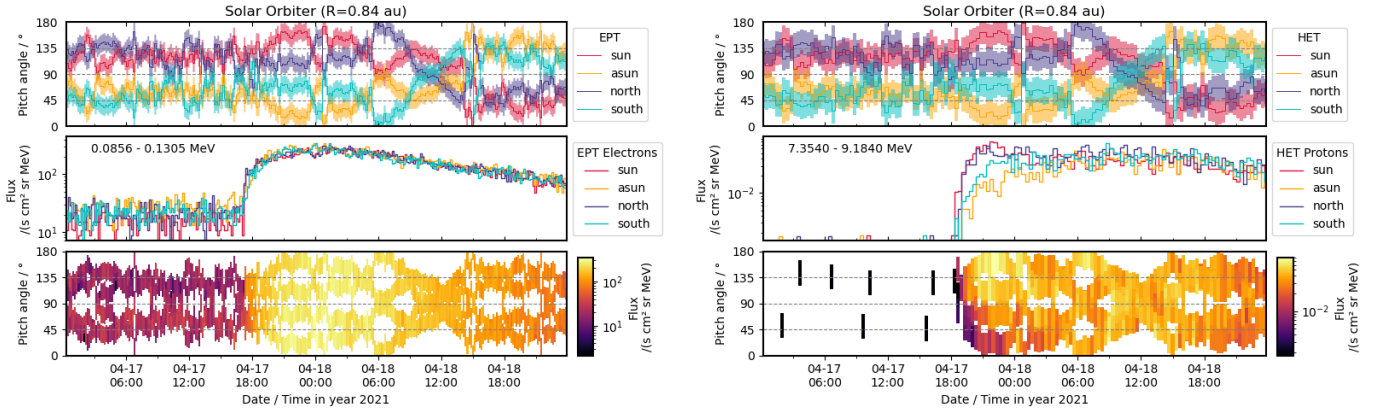 Solar Orbiter (R=0.84 au)
Pitch angle / °
180
135
90
45
0
EPT
sun
asun
north
south
Flux
/(s cm² sr MeV)
10²
10¹
0.0856 - 0.1305 MeV
EPT Electrons
sun
asun
north
south
Pitch angle / °
180
135
90
45
0
10²
10¹
Flux
/(s cm² sr MeV)
04-17
06:00
04-17
12:00
04-17
18:00
04-18
00:00
04-18
06:00
04-18
12:00
04-18
18:00
Date / Time in year 2021
Solar Orbiter (R=0.84 au)
Pitch angle / °
180
135
90
45
0
HET
sun
asun
north
south
Flux
/(s cm² sr MeV)
10⁻²
7.3540 - 9.1840 MeV
HET Protons
sun
asun
north
south
Pitch angle / °
180
135
90
45
0
10⁻²
Flux
/(s cm² sr MeV)
04-17
06:00
04-17
12:00
04-17
18:00
04-18
00:00
04-18
06:00
04-18
12:00
04-18
18:00
Date / Time in year 2021